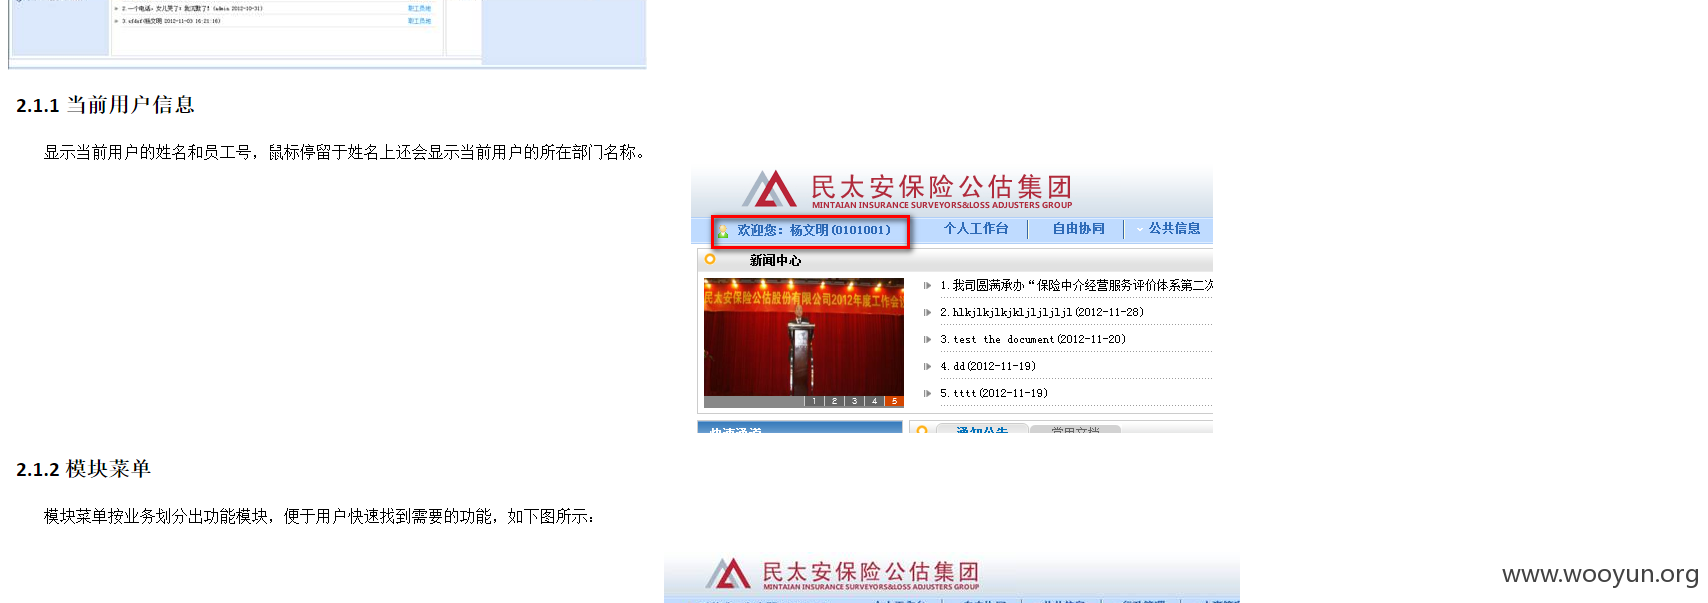 2.一个电话，女儿哭了！我沉默了！(admin 2012-10-31)
职工园地
3.sfdsf(杨文明 2012-11-03 16:21:16)
职工园地
2.1.1 当前用户信息
显示当前用户的姓名和员工号，鼠标停留于姓名上还会显示当前用户的所在部门名称。
民太安保险公估集团
MINTAIAN INSURANCE SURVEYORS&LOSS ADJUSTERS GROUP
欢迎您：杨文明(0101001) 个人工作台 自由协同 公共信息
新闻中心
民太安保险公估股份有限公司2012年度工作会
1.我司圆满承办“保险中介经营服务评价体系第二次
2.hlkjlkjlkjkljljljljl(2012-11-28)
3.test the document(2012-11-20)
4.dd(2012-11-19)
5.tttt(2012-11-19)
1 2 3 4 5
快速通道 通知公告 常用文档
2.1.2 模块菜单
模块菜单按业务划分出功能模块，便于用户快速找到需要的功能，如下图所示：
民太安保险公估集团
MINTAIAN INSURANCE SURVEYORS&LOSS ADJUSTERS GROUP
www.wooyun.org